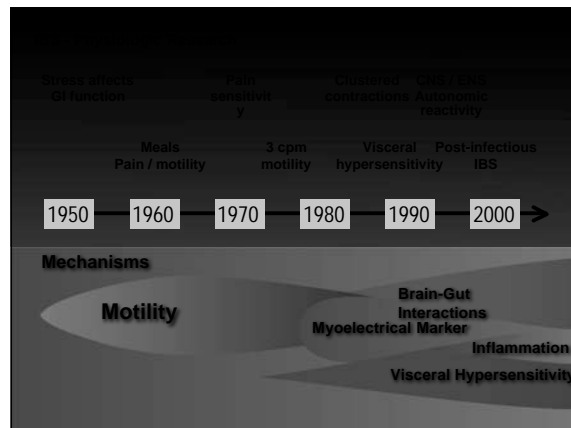 Stress affects
GI function
Pain
sensitivit
y
Clustered
contractions
CNS / ENS
Autonomic
reactivity
Meals
Pain / motility
3 cpm
motility
Visceral
hypersensitivity
Post-infectious
IBS
1950 1960 1970 1980 1990 2000
Mechanisms
Motility
Brain-Gut
Interactions
Myoelectrical Marker
Inflammation
Visceral Hypersensitivity